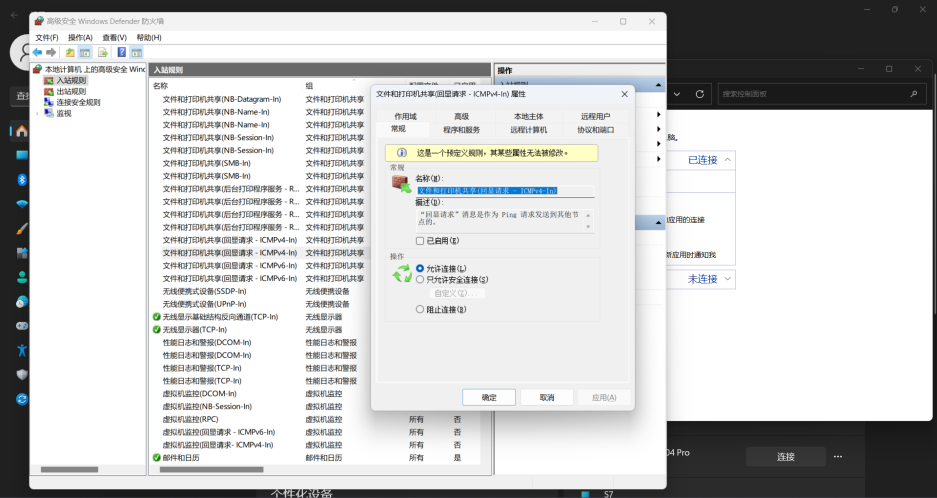 高级安全 Windows Defender 防火墙
文件(F) 操作(A) 查看(V) 帮助(H)
本地计算机 上的高级安全 Winc
入站规则
出站规则
连接安全规则
监视
入站规则
名称 组
文件和打印机共享(NB-Datagram-In) 文件和打印机共享
文件和打印机共享(NB-Name-In) 文件和打印机共享
文件和打印机共享(NB-Name-In) 文件和打印机共享
文件和打印机共享(NB-Session-In) 文件和打印机共享
文件和打印机共享(NB-Session-In) 文件和打印机共享
文件和打印机共享(SMB-In) 文件和打印机共享
文件和打印机共享(SMB-In) 文件和打印机共享
文件和打印机共享(后台打印程序服务 - R... 文件和打印机共享
文件和打印机共享(后台打印程序服务 - R... 文件和打印机共享
文件和打印机共享(后台打印程序服务 - R... 文件和打印机共享
文件和打印机共享(后台打印程序服务 - R... 文件和打印机共享
文件和打印机共享(回显请求 - ICMPv4-In) 文件和打印机共享
文件和打印机共享(回显请求 - ICMPv4-In) 文件和打印机共享
文件和打印机共享(回显请求 - ICMPv6-In) 文件和打印机共享
文件和打印机共享(回显请求 - ICMPv6-In) 文件和打印机共享
无线便携式设备(SSDP-In) 无线便携设备
无线便携式设备(UPnP-In) 无线便携设备
无线显示基础结构反向通道(TCP-In) 无线显示器
无线显示器(TCP-In) 无线显示器
性能日志和警报(DCOM-In) 性能日志和警报
性能日志和警报(DCOM-In) 性能日志和警报
性能日志和警报(TCP-In) 性能日志和警报
性能日志和警报(TCP-In) 性能日志和警报
虚拟机监控(DCOM-In) 虚拟机监控
虚拟机监控(NB-Session-In) 虚拟机监控
虚拟机监控(RPC) 虚拟机监控 所有 否
虚拟机监控(回显请求 - ICMPv6-In) 虚拟机监控 所有 否
虚拟机监控(回显请求- ICMPv4-In) 虚拟机监控 所有 否
邮件和日历 邮件和日历 所有 是
操作
文件和打印机共享(回显请求 - ICMPv4-In) 属性
作用域 高级 本地主体 远程用户
常规 程序和服务 远程计算机 协议和端口
这是一个预定义规则，其某些属性无法被修改。
常规
名称(N):
文件和打印机共享(回显请求 - ICMPv4-In)
描述(D):
“回显请求”消息是作为 Ping 请求发送到其他节
点的。
已启用(E)
操作
允许连接(L)
只允许安全连接(S)
自定义(Z)...
阻止连接(B)
确定 取消 应用(A)
搜索控制面板
脑。
已连接
应用的连接
新应用时通知我
未连接
04 Pro
连接
个性化设备
S7